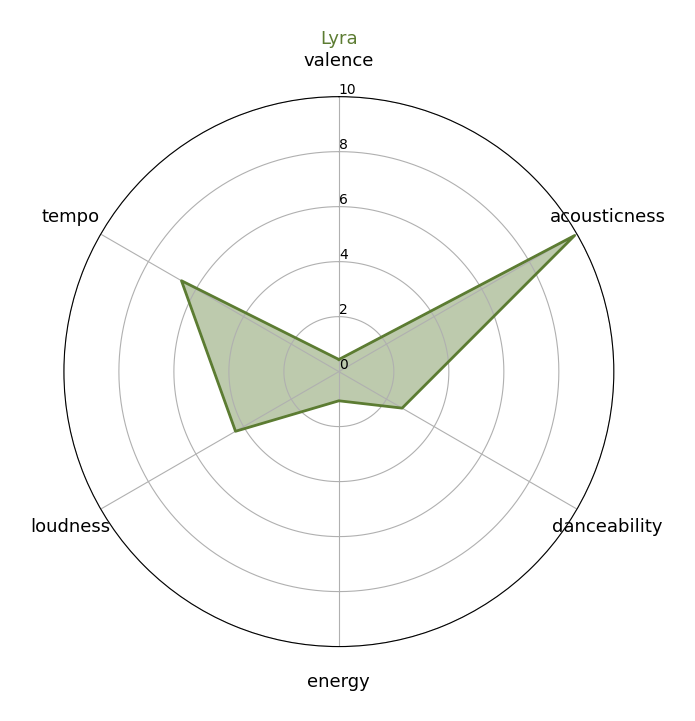 Lyra
valence
10
8
6
4
2
0
tempo
acousticness
loudness
danceability
energy